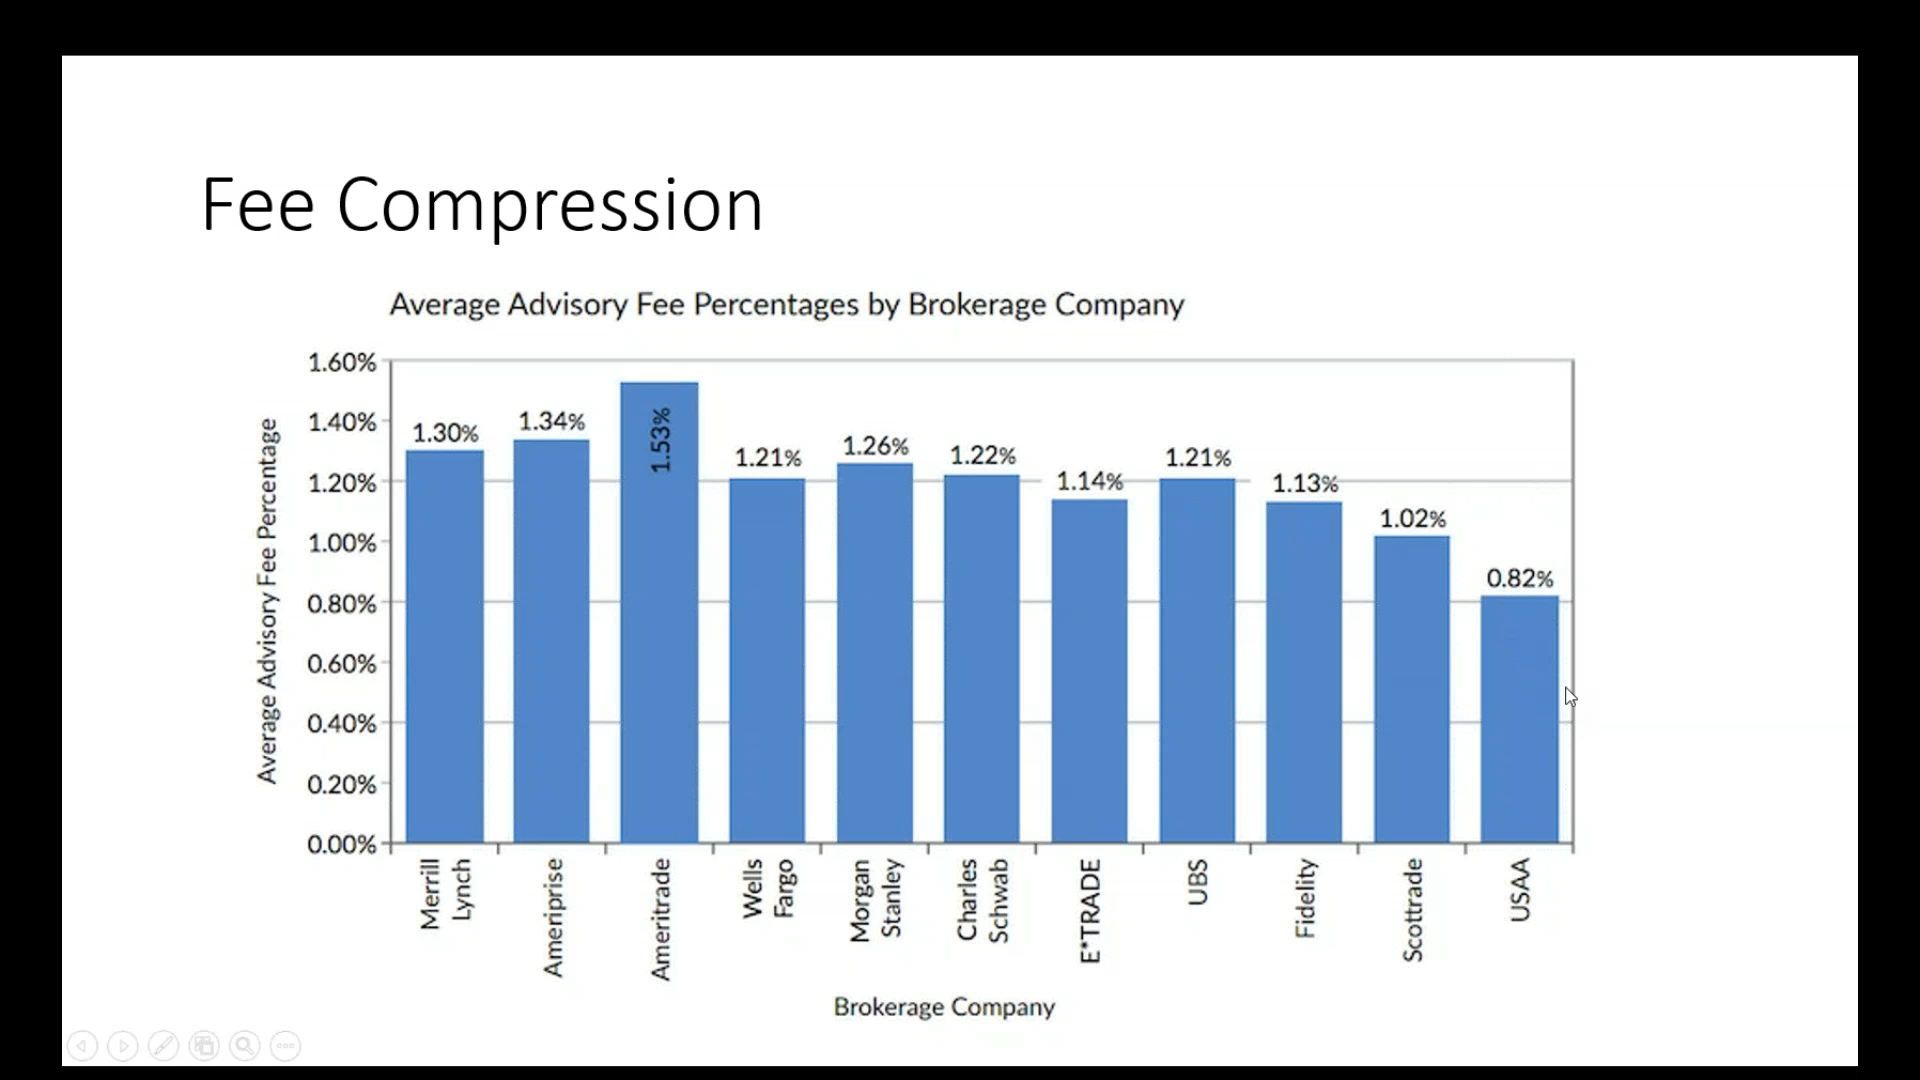 Fee Compression
Average Advisory Fee Percentages by Brokerage Company
Average Advisory Fee Percentage
1.60%
1.40%
1.20%
1.00%
0.80%
0.60%
0.40%
0.20%
0.00%
1.30%
1.34%
1.53%
1.21%
1.26%
1.22%
1.14%
1.21%
1.13%
1.02%
0.82%
Merrill
Lynch
Ameriprise
Ameritrade
Wells
Fargo
Morgan
Stanley
Charles
Schwab
E*TRADE
UBS
Fidelity
Scottrade
USAA
Brokerage Company